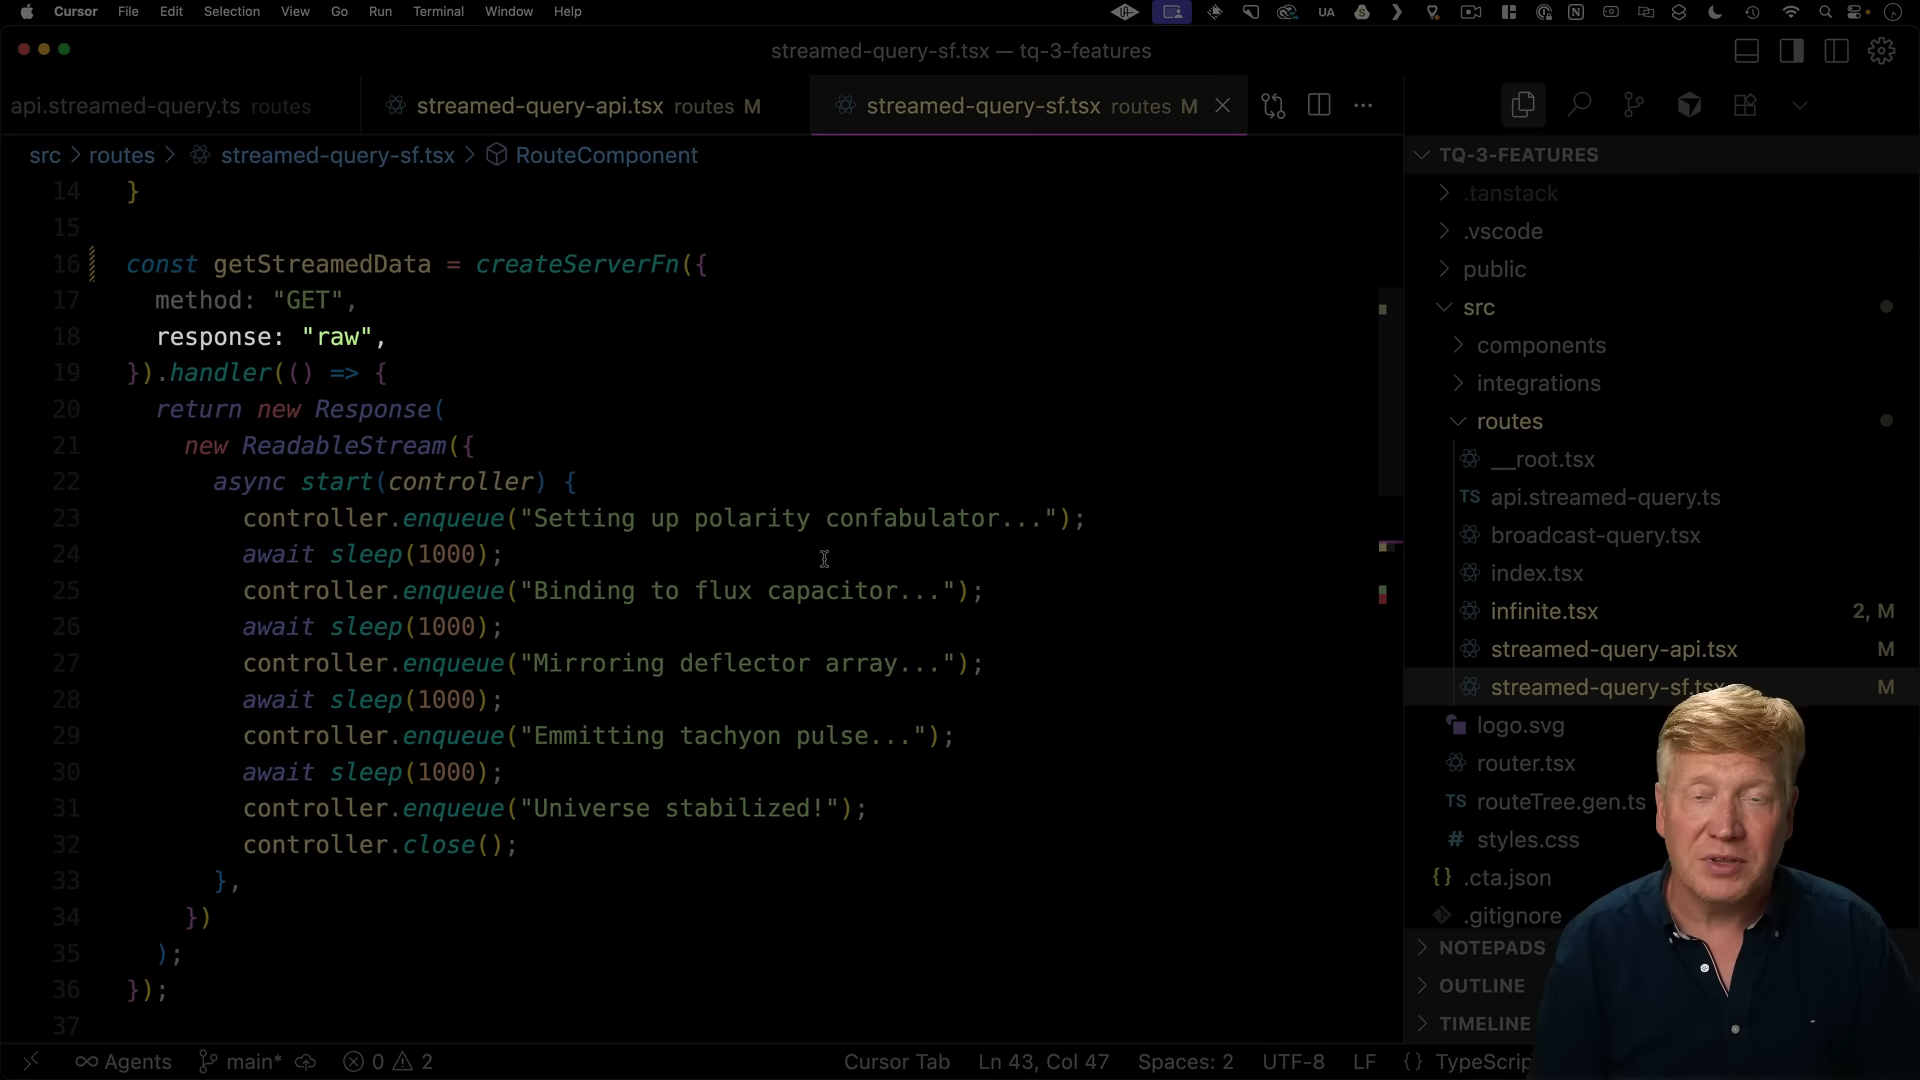 Cursor File Edit Selection View Go Run Terminal Window Help UA
streamed-query-sf.tsx — tq-3-features
api.streamed-query.ts routes streamed-query-api.tsx routes M streamed-query-sf.tsx routes M
src > routes > streamed-query-sf.tsx > RouteComponent
14 }
15
16 const getStreamedData = createServerFn({
17 method: "GET",
18 response: "raw",
19 }).handler(() => {
20 return new Response(
21 new ReadableStream({
22 async start(controller) {
23 controller.enqueue("Setting up polarity confabulator...");
24 await sleep(1000);
25 controller.enqueue("Binding to flux capacitor...");
26 await sleep(1000);
27 controller.enqueue("Mirroring deflector array...");
28 await sleep(1000);
29 controller.enqueue("Emmitting tachyon pulse...");
30 await sleep(1000);
31 controller.enqueue("Universe stabilized!");
32 controller.close();
33 },
34 })
35 );
36 });
37
TQ-3-FEATURES
.tanstack
.vscode
public
src
components
integrations
routes
__root.tsx
TS api.streamed-query.ts
broadcast-query.tsx
index.tsx
infinite.tsx 2, M
streamed-query-api.tsx M
streamed-query-sf.tsx M
logo.svg
router.tsx
TS routeTree.gen.ts
# styles.css
{} .cta.json
.gitignore
NOTEPADS
OUTLINE
TIMELINE
Agents main* 0 2 Cursor Tab Ln 43, Col 47 Spaces: 2 UTF-8 LF {} TypeScrip